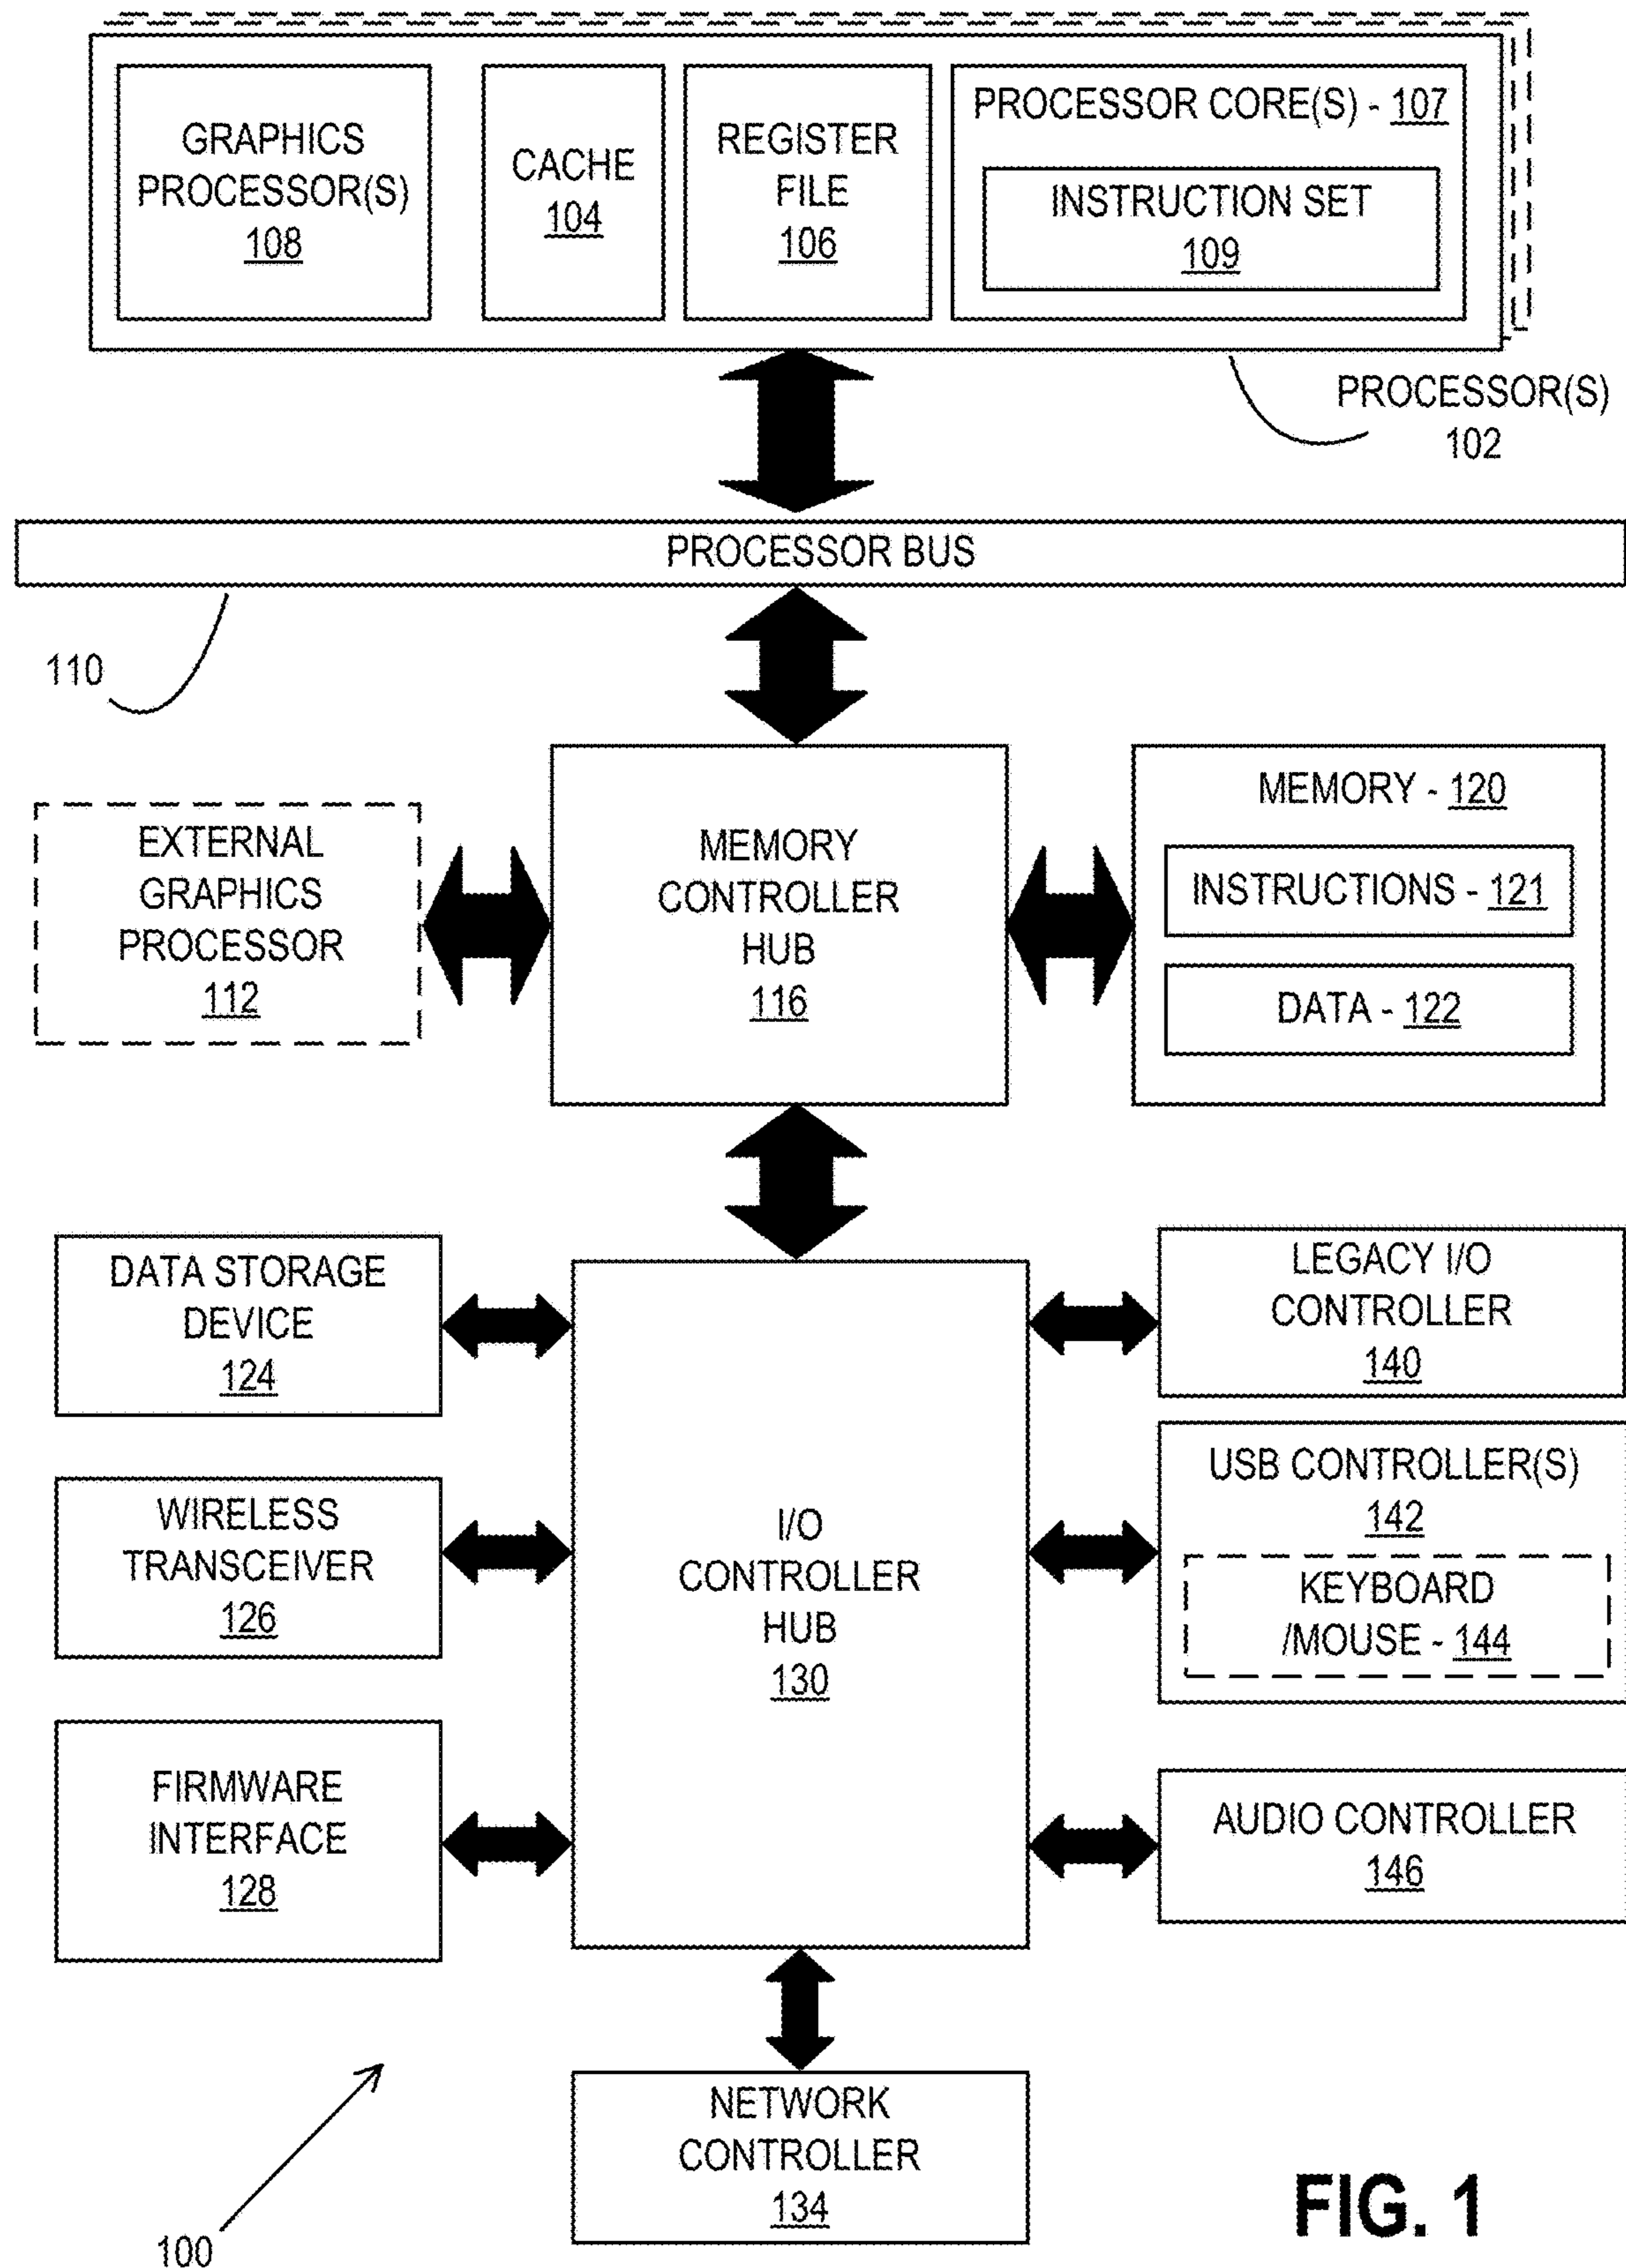 GRAPHICS
PROCESSOR(S)
108
CACHE
104
REGISTER
FILE
106
PROCESSOR CORE(S) - 107
INSTRUCTION SET
109
PROCESSOR(S)
102
PROCESSOR BUS
110
EXTERNAL
GRAPHICS
PROCESSOR
112
MEMORY
CONTROLLER
HUB
116
MEMORY - 120
INSTRUCTIONS - 121
DATA - 122
DATA STORAGE
DEVICE
124
LEGACY I/O
CONTROLLER
140
WIRELESS
TRANSCEIVER
126
I/O
CONTROLLER
HUB
130
USB CONTROLLER(S)
142
KEYBOARD
/MOUSE - 144
FIRMWARE
INTERFACE
128
AUDIO CONTROLLER
146
NETWORK
CONTROLLER
134
100
FIG. 1